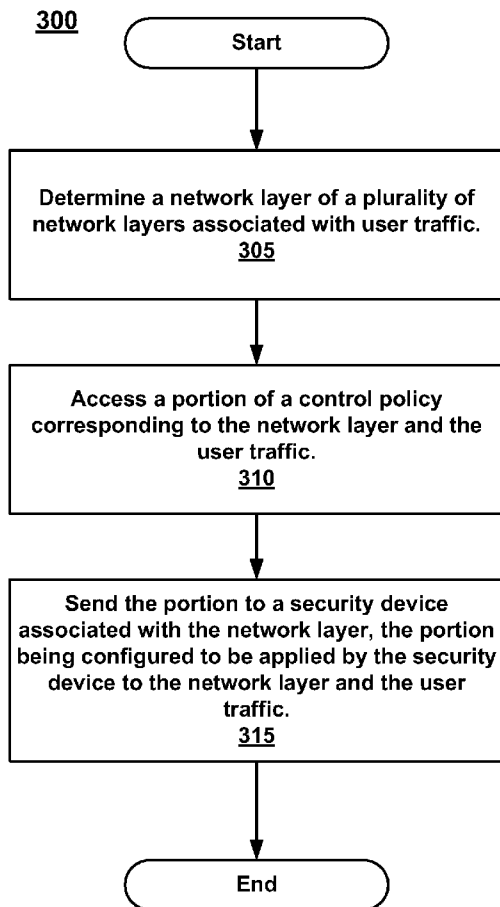 300
Start
Determine a network layer of a plurality of
network layers associated with user traffic.
305
Access a portion of a control policy
corresponding to the network layer and the
user traffic.
310
Send the portion to a security device
associated with the network layer, the portion
being configured to be applied by the security
device to the network layer and the user
traffic.
315
End